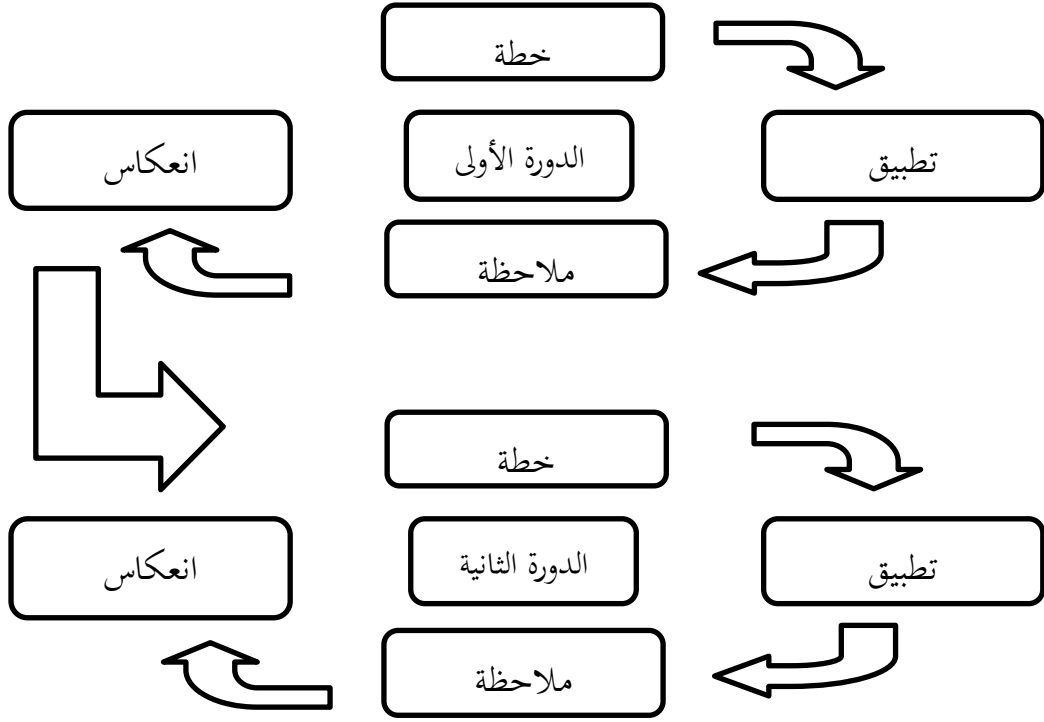 خطة
تطبيق
الدورة الأولى
انعكاس
ملاحظة
خطة
تطبيق
الدورة الثانية
انعكاس
ملاحظة